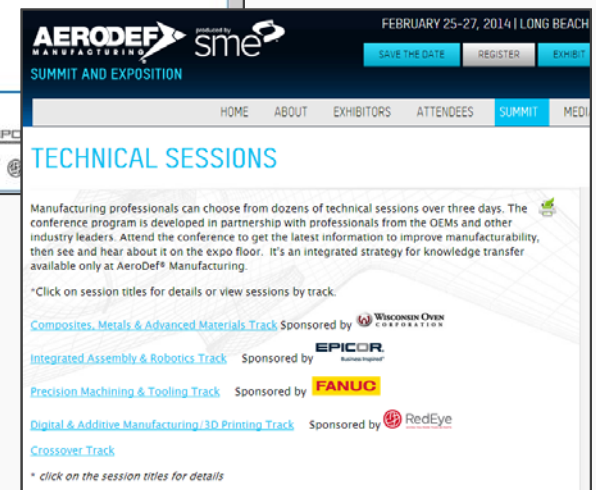 AERODEF
MANUFACTURING
produced by
sme
SUMMIT AND EXPOSITION
FEBRUARY 25-27, 2014 | LONG BEACH
SAVE THE DATE REGISTER EXHIBIT
HOME ABOUT EXHIBITORS ATTENDEES SUMMIT MEDI
TECHNICAL SESSIONS
Manufacturing professionals can choose from dozens of technical sessions over three days. The
conference program is developed in partnership with professionals from the OEMs and other
industry leaders. Attend the conference to get the latest information to improve manufacturability,
then see and hear about it on the expo floor. It's an integrated strategy for knowledge transfer
available only at AeroDef® Manufacturing.
*Click on session titles for details or view sessions by track.
Composites, Metals & Advanced Materials Track Sponsored by WISCONSIN OVEN
CORPORATION
Integrated Assembly & Robotics Track Sponsored by EPICOR
Business Inspired
Precision Machining & Tooling Track Sponsored by FANUC
Digital & Additive Manufacturing/3D Printing Track Sponsored by RedEye
Crossover Track
* click on the session titles for details